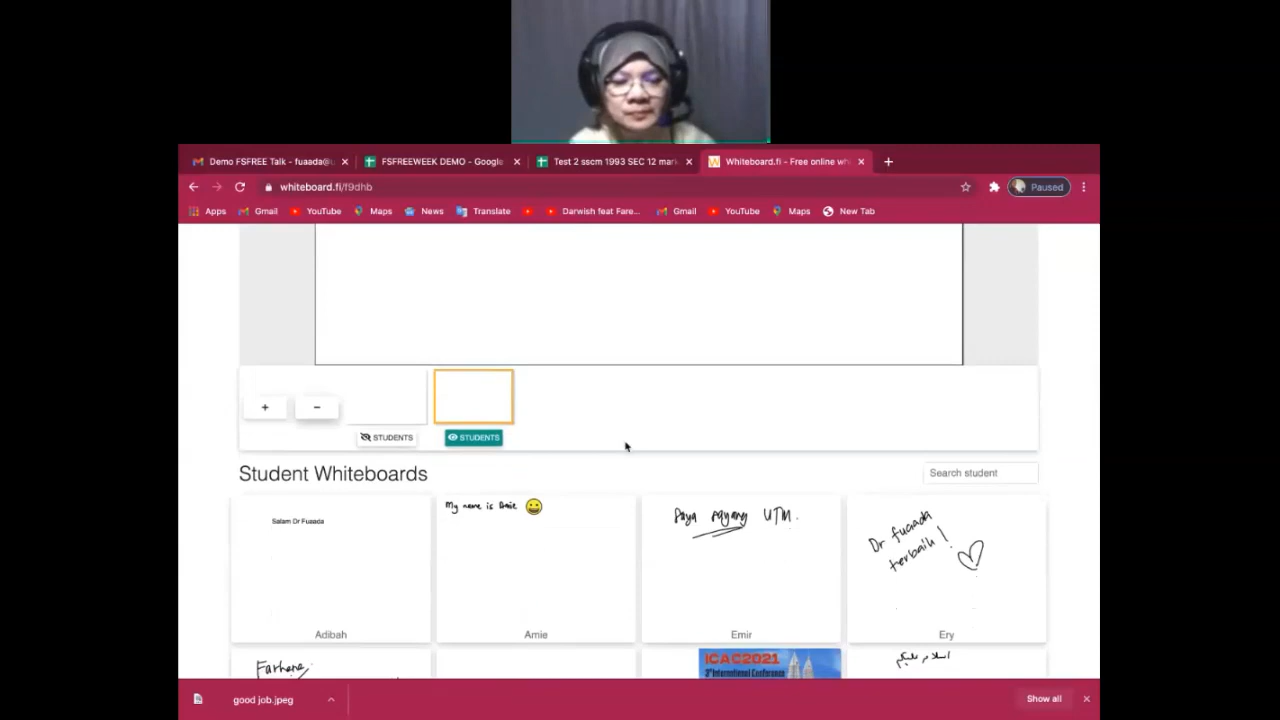 Demo FSFREE Talk - fuaada@u
FSFREEWEEK DEMO - Google
Test 2 sscm 1993 SEC 12 mark
Whiteboard.fi - Free online wh
whiteboard.fi/f9dhb
Paused
Apps
Gmail
YouTube
Maps
News
Translate
Darwish feat Fare...
Gmail
YouTube
Maps
New Tab
+
-
STUDENTS
STUDENTS
Student Whiteboards
Search student
Salam Dr Fuaada
My name is Amie
Saya sayang UTM.
Dr fuaada
terbaik!
Adibah
Amie
Emir
Ery
Farhana
ICAC2021
3rd International Conference
السلام عليكم
good job.jpeg
Show all